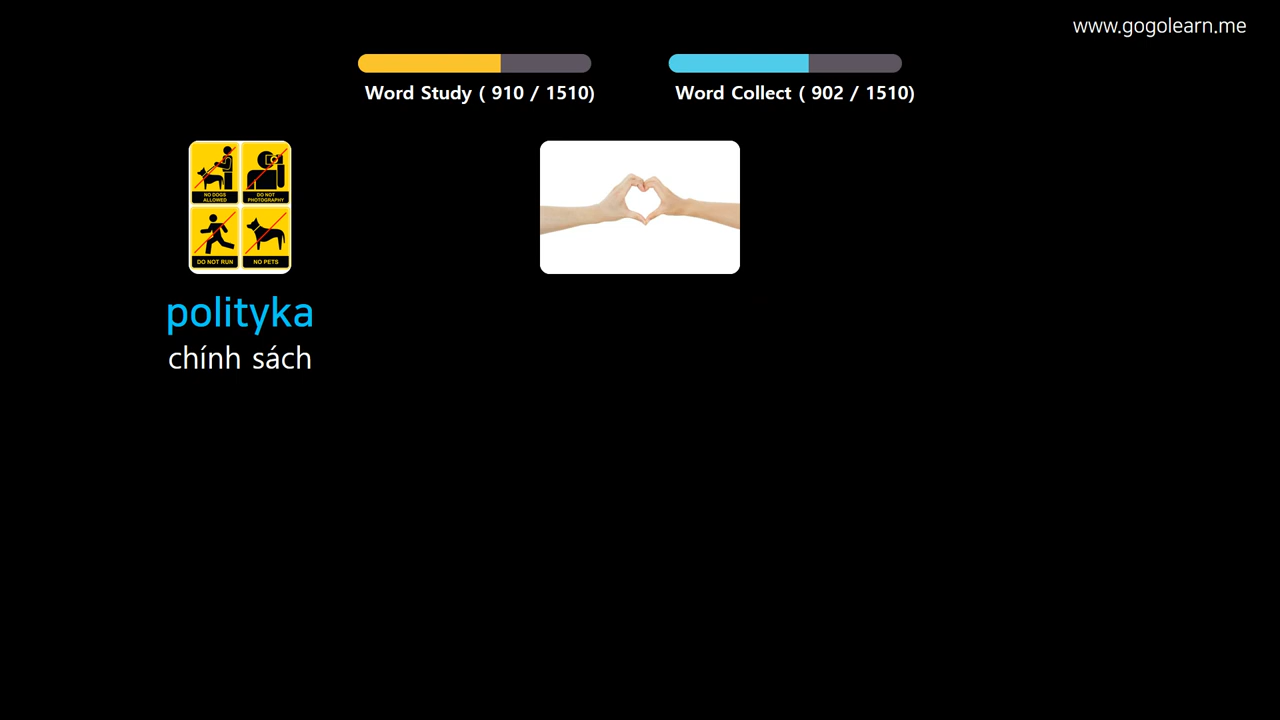 www.gogolearn.me
Word Study ( 910 / 1510)
Word Collect ( 902 / 1510)
NO DOGS
ALLOWED
DO NOT
PHOTOGRAPHY
DO NOT RUN
NO PETS
polityka
chính sách